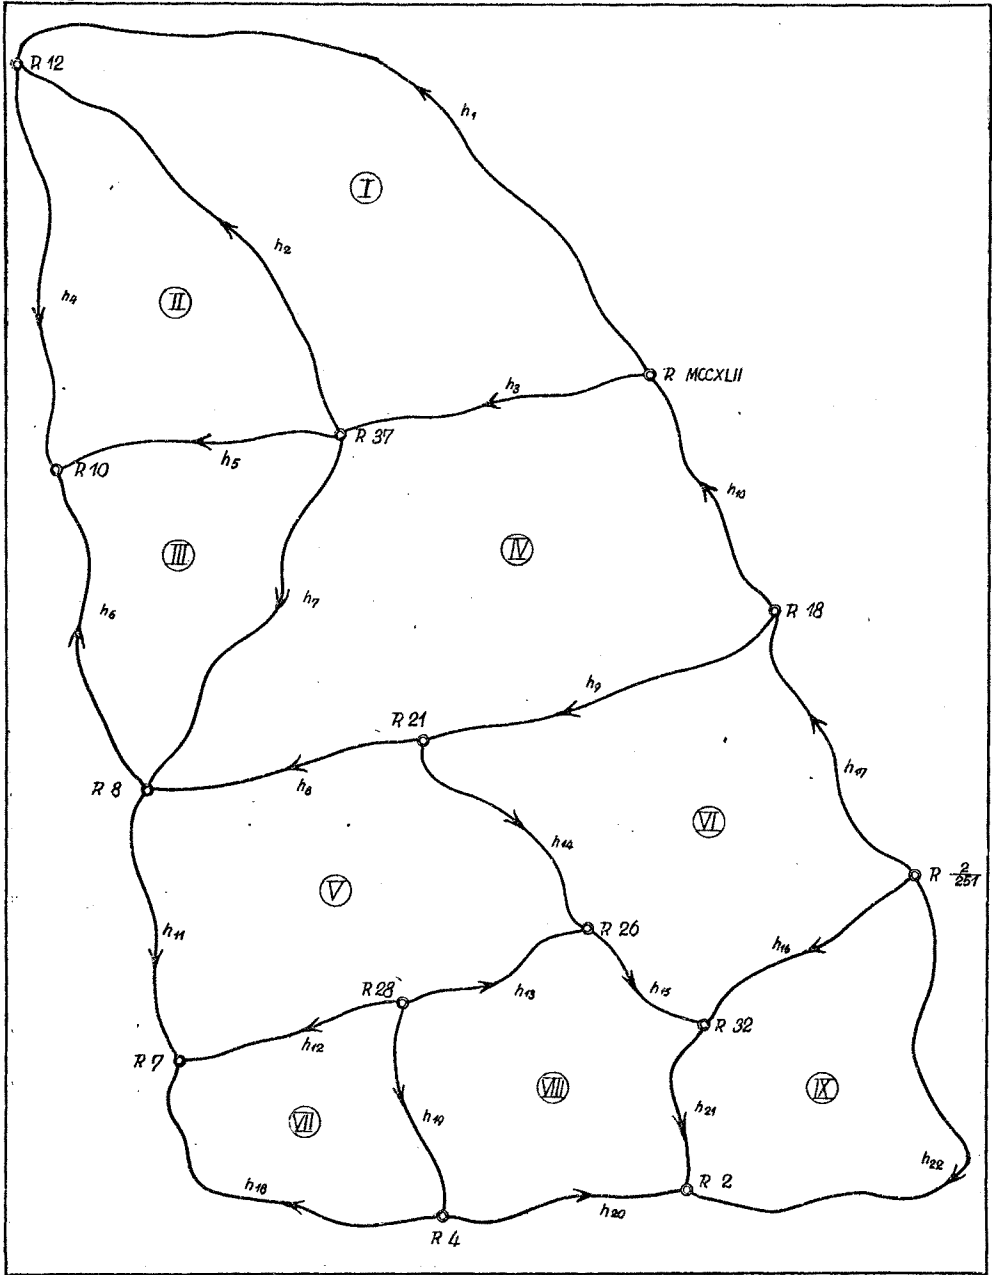 R 12
h₁
I
h₂
h₄
II
R MCCXLII
h₃
R 37
R 10
h₅
h₁₀
IV
III
h₇
h₆
R 18
h₉
R 21
R 8
h₈
h₁₇
VI
h₁₄
R 2/251
V
R 26
h₁₁
h₁₆
R 28
h₁₃
h₁₅
R 32
h₁₂
R 7
IX
VIII
VII
h₁₉
h₂₁
h₂₂
R 2
h₁₈
h₂₀
R 4